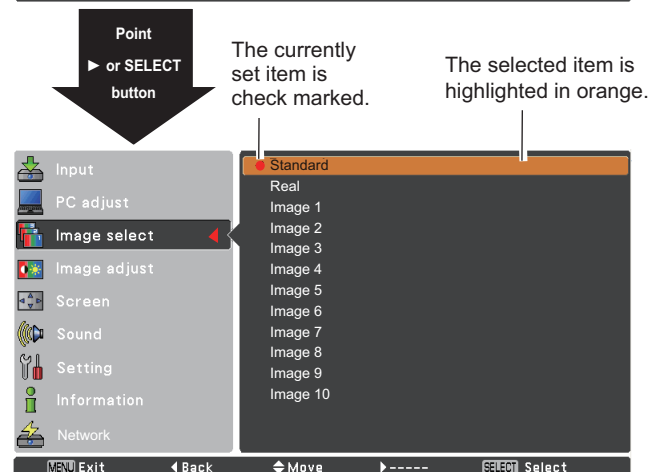 Point
► or SELECT
button
The currently
set item is
check marked.
The selected item is
highlighted in orange.
Input
PC adjust
Image select
Image adjust
Screen
Sound
Setting
Information
Network
Standard
Real
Image 1
Image 2
Image 3
Image 4
Image 5
Image 6
Image 7
Image 8
Image 9
Image 10
MENU Exit ◄Back Move ►----- SELECT Select